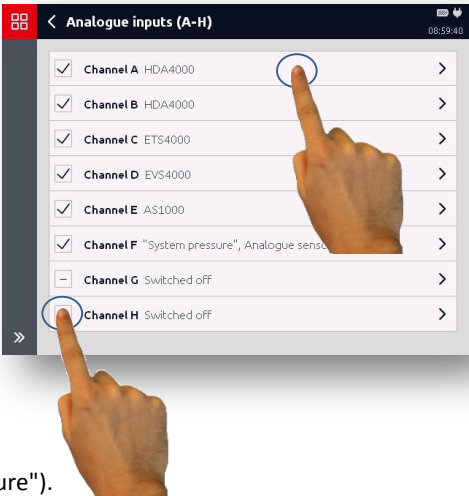 Analogue inputs (A-H)
08:59:40
Channel A HDA4000
Channel B HDA4000
Channel C ETS4000
Channel D EVS4000
Channel E AS1000
Channel F "System pressure", Analogue senso
Channel G Switched off
Channel H Switched off
ure").